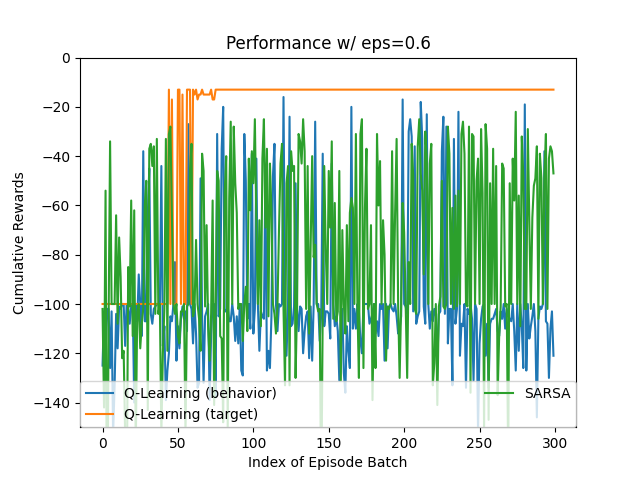 Performance w/ eps=0.6
Cumulative Rewards
0
−20
−40
−60
−80
−100
−120
−140
Q-Learning (behavior)
Q-Learning (target)
SARSA
0 50 100 150 200 250 300
Index of Episode Batch